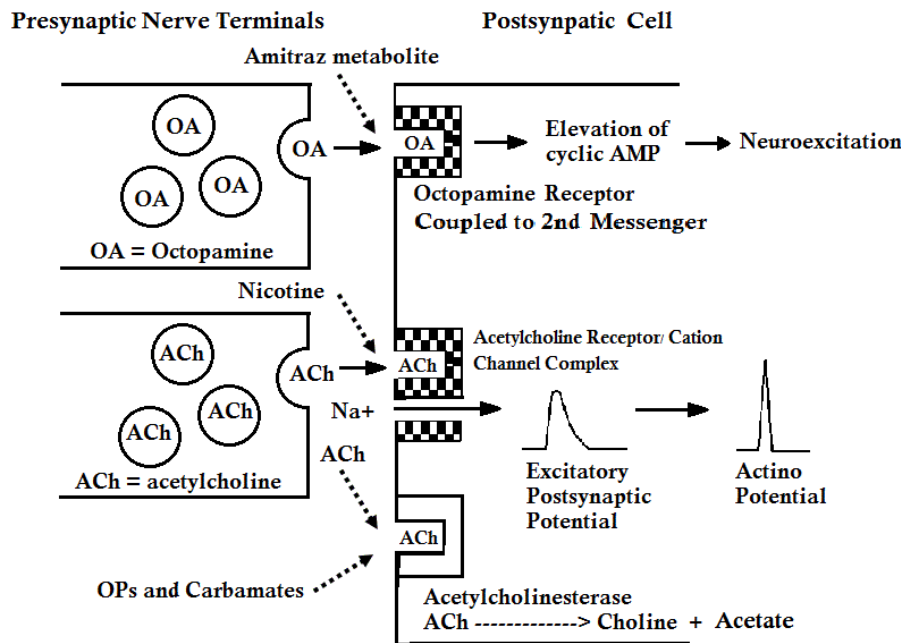 Presynaptic Nerve Terminals
Postsynpatic Cell
Amitraz metabolite
OA
OA
OA
OA
OA
OA = Octopamine
Elevation of
cyclic AMP
Neuroexcitation
Octopamine Receptor
Coupled to 2nd Messenger
Nicotine
ACh
ACh
ACh
ACh
ACh
ACh = acetylcholine
Acetylcholine Receptor/ Cation
Channel Complex
Na+
ACh
Excitatory
Postsynaptic
Potential
Actino
Potential
ACh
OPs and Carbamates
Acetylcholinesterase
ACh -------------> Choline + Acetate